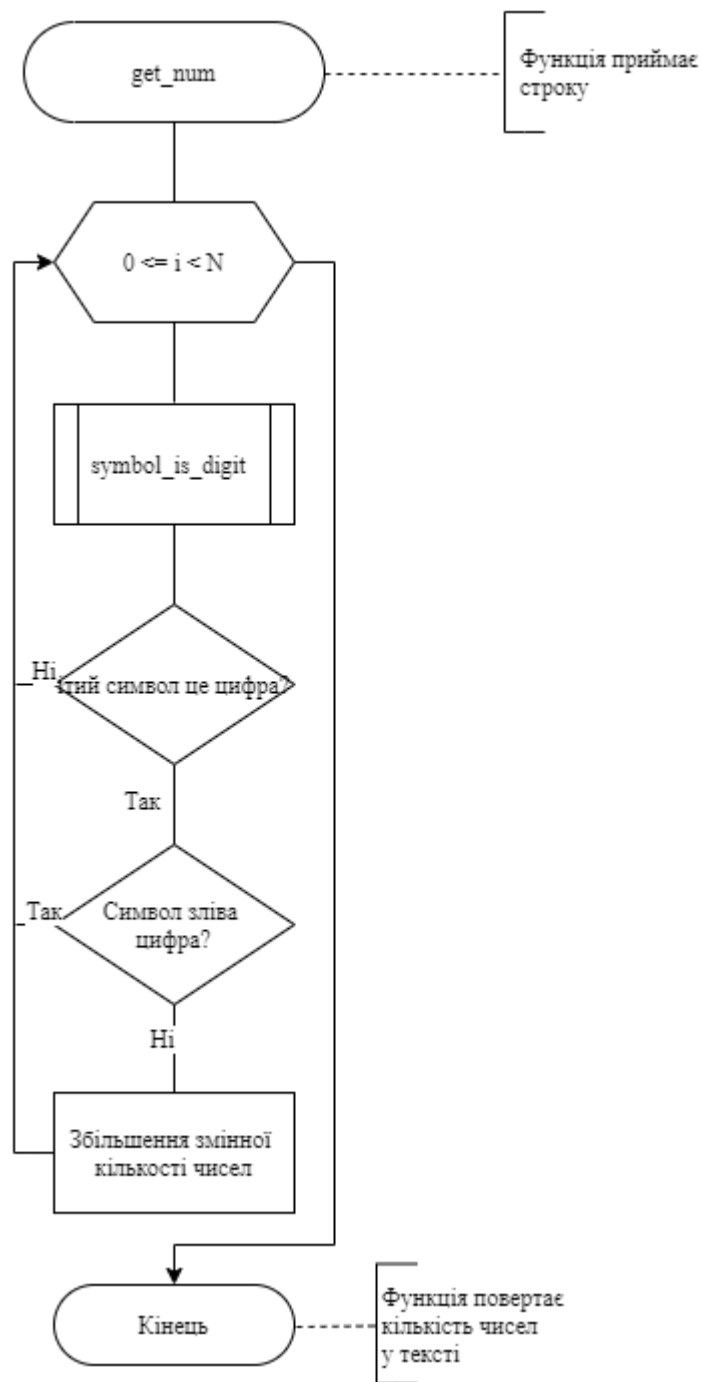 get_num
Функція приймає
строку
0 <= i < N
symbol_is_digit
Ні
ітий символ це цифра?
Так
Так
Символ зліва
цифра?
Ні
Збільшення змінної
кількості чисел
Кінець
Функція повертає
кількість чисел
у тексті